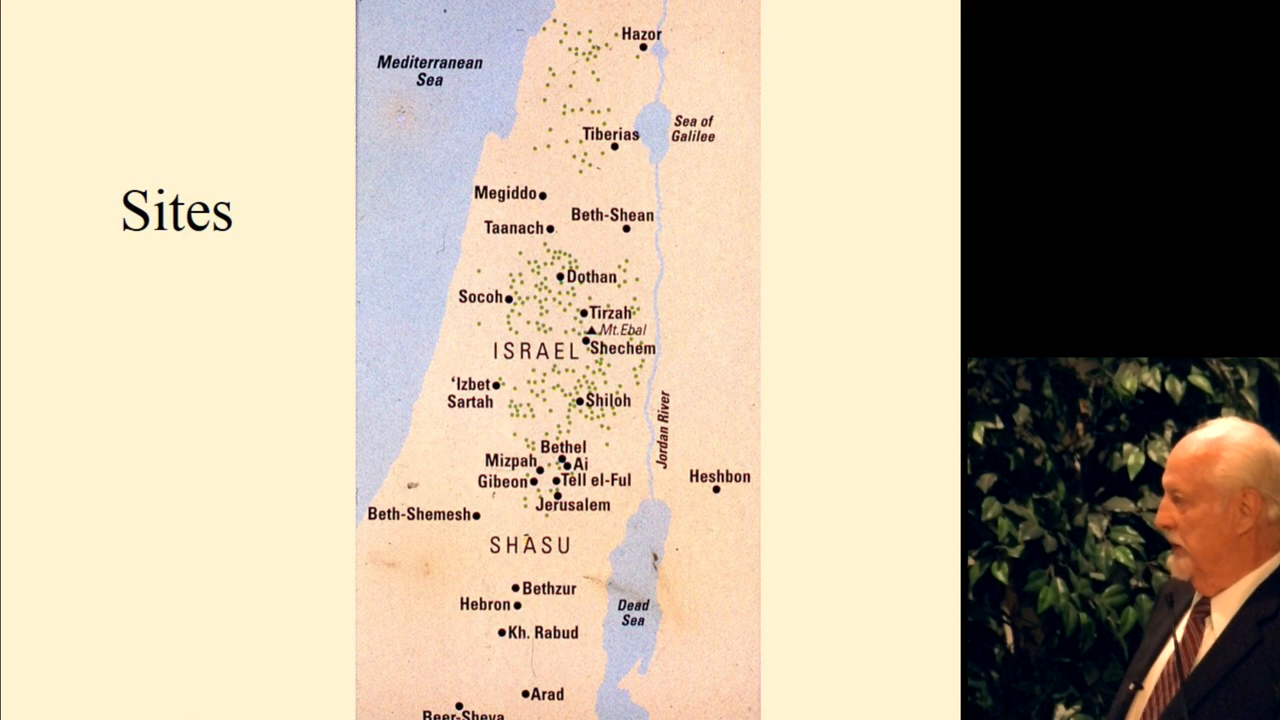 Sites
Hazor
Mediterranean
Sea
Sea of
Galilee
Tiberias
Megiddo
Beth-Shean
Taanach
Dothan
Socoh
Tirzah
Mt.Ebal
Shechem
ISRAEL
‘Izbet
Sartah
Shiloh
Jordan River
Bethel
Mizpah
Ai
Gibeon
Tell el-Ful
Heshbon
Jerusalem
Beth-Shemesh
SHASU
Bethzur
Hebron
Dead
Sea
Kh. Rabud
Arad
Beer-Sheva